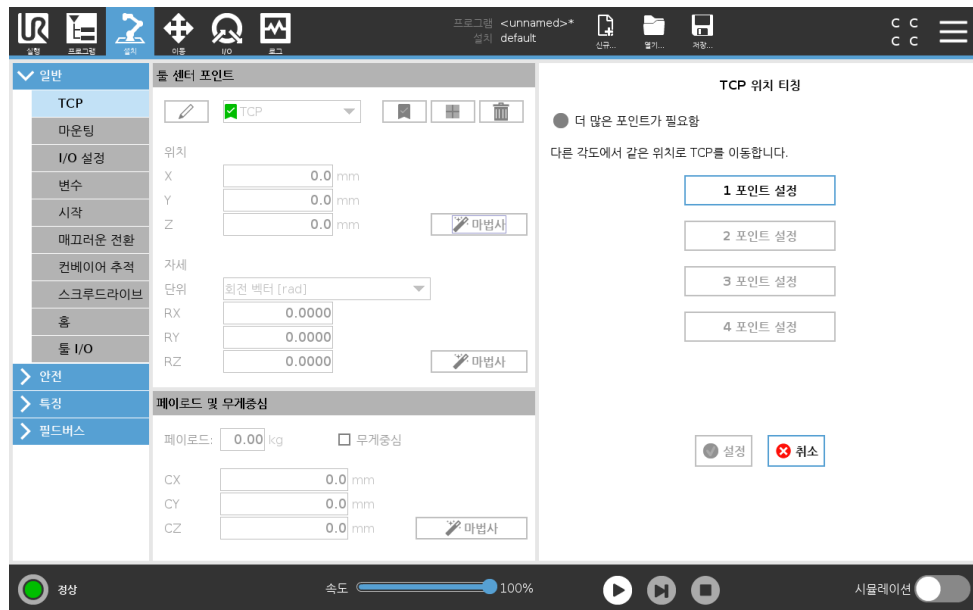 UR
실행
프로그램
설치
이동
I/O
로그
프로그램 <unnamed>*
설치 default
신규...
열기...
저장...
C C
C C
일반
TCP
마운팅
I/O 설정
변수
시작
매끄러운 전환
컨베이어 추적
스크루드라이브
홈
툴 I/O
안전
특징
필드버스
툴 센터 포인트
TCP
위치
X 0.0 mm
Y 0.0 mm
Z 0.0 mm
마법사
자세
단위 회전 벡터 [rad]
RX 0.0000
RY 0.0000
RZ 0.0000
마법사
페이로드 및 무게중심
페이로드: 0.00 kg 무게중심
CX 0.0 mm
CY 0.0 mm
CZ 0.0 mm
마법사
TCP 위치 티칭
더 많은 포인트가 필요함
다른 각도에서 같은 위치로 TCP를 이동합니다.
1 포인트 설정
2 포인트 설정
3 포인트 설정
4 포인트 설정
설정 취소
정상
속도 100%
시뮬레이션